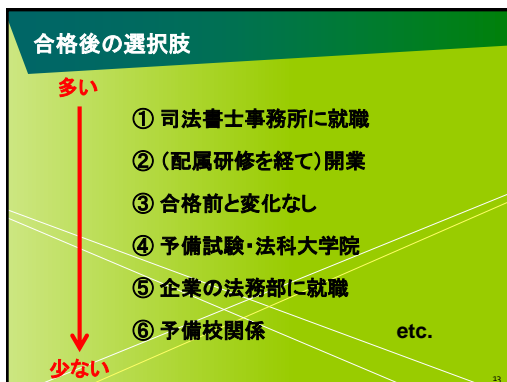 合格後の選択肢
多い
① 司法書士事務所に就職
② （配属研修を経て）開業
③ 合格前と変化なし
④ 予備試験・法科大学院
⑤ 企業の法務部に就職
⑥ 予備校関係 etc.
少ない
33